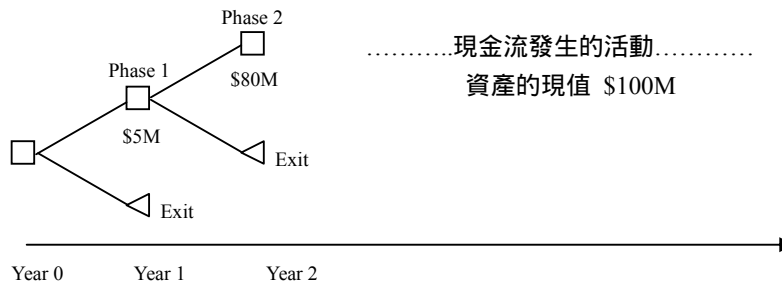 Phase 2
………..現金流發生的活動…………
Phase 1
$80M
資產的現值 $100M
$5M
Exit
Exit
Year 0 Year 1 Year 2